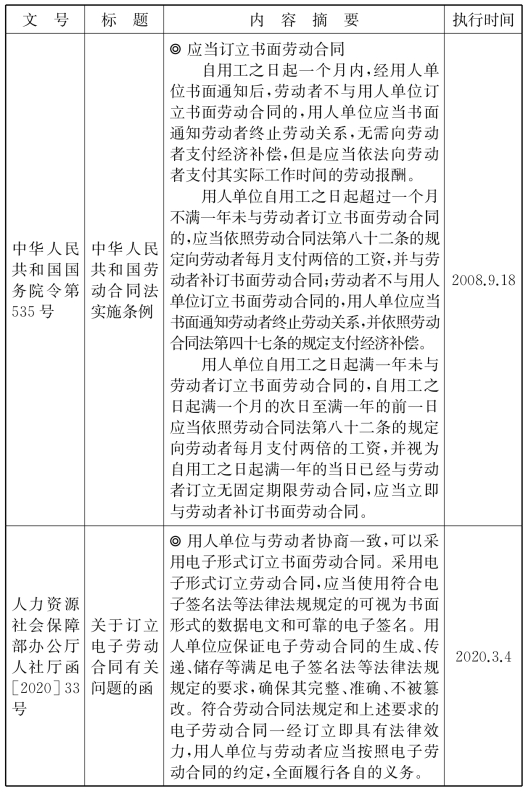 文 号 标 题 内 容 摘 要 执行时间
中华人民
共和国国
务院令第
535 号
中华人民
共和国劳
动合同法
实施条例
◎ 应当订立书面劳动合同
自用工之日起一个月内,经用人单
位书面通知后,劳动者不与用人单位订
立书面劳动合同的,用人单位应当书面
通知劳动者终止劳动关系,无需向劳动
者支付经济补偿,但是应当依法向劳动
者支付其实际工作时间的劳动报酬。
用人单位自用工之日起超过一个月
不满一年未与劳动者订立书面劳动合同
的,应当依照劳动合同法第八十二条的规
定向劳动者每月支付两倍的工资,并与劳
动者补订书面劳动合同;劳动者不与用人
单位订立书面劳动合同的,用人单位应当
书面通知劳动者终止劳动关系,并依照劳动
合同法第四十七条的规定支付经济补偿。
用人单位自用工之日起满一年未与
劳动者订立书面劳动合同的,自用工之
日起满一个月的次日至满一年的前一日
应当依照劳动合同法第八十二条的规定
向劳动者每月支付两倍的工资,并视为
自用工之日起满一年的当日已经与劳动
者订立无固定期限劳动合同,应当立即
与劳动者补订书面劳动合同。
2008.9.18
人力资源
社会保障
部办公厅
人社厅函
[2020]33
号
关于订立
电子劳动
合同有关
问题的函
◎ 用人单位与劳动者协商一致,可以采
用电子形式订立书面劳动合同。采用电
子形式订立劳动合同,应当使用符合电
子签名法等法律法规规定的可视为书面
形式的数据电文和可靠的电子签名。用
人单位应保证电子劳动合同的生成、传
递、储存等满足电子签名法等法律法规
规定的要求,确保其完整、准确、不被篡
改。符合劳动合同法规定和上述要求的
电子劳动合同一经订立即具有法律效
力,用人单位与劳动者应当按照电子劳
动合同的约定,全面履行各自的义务。
2020.3.4